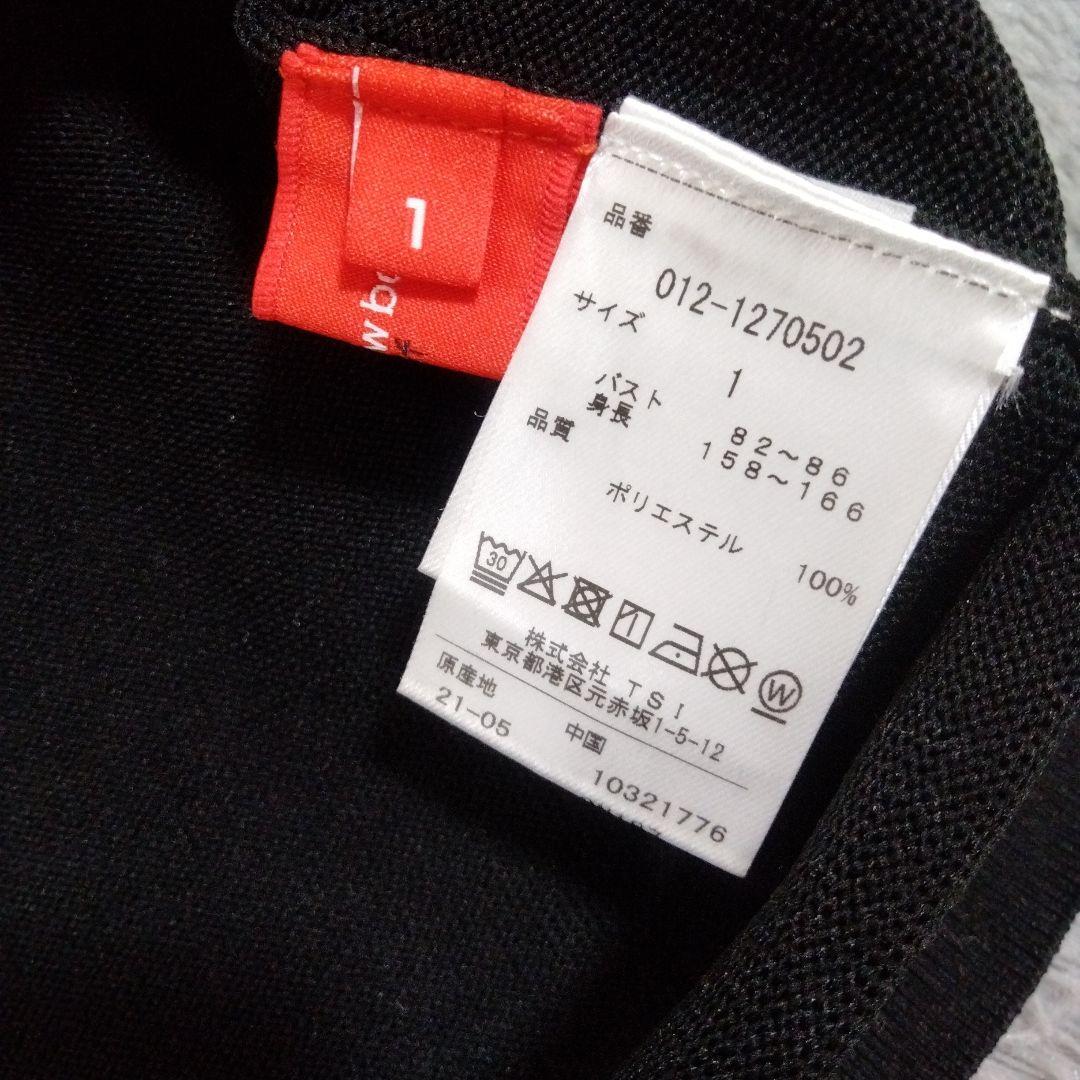 1
w b
品番
012-1270502
サイズ
1
バスト 82～86
身長 158～166
品質
ポリエステル 100%
30
W
株式会社 TSI
東京都港区元赤坂1-5-12
原産地 中国
21-05 10321776